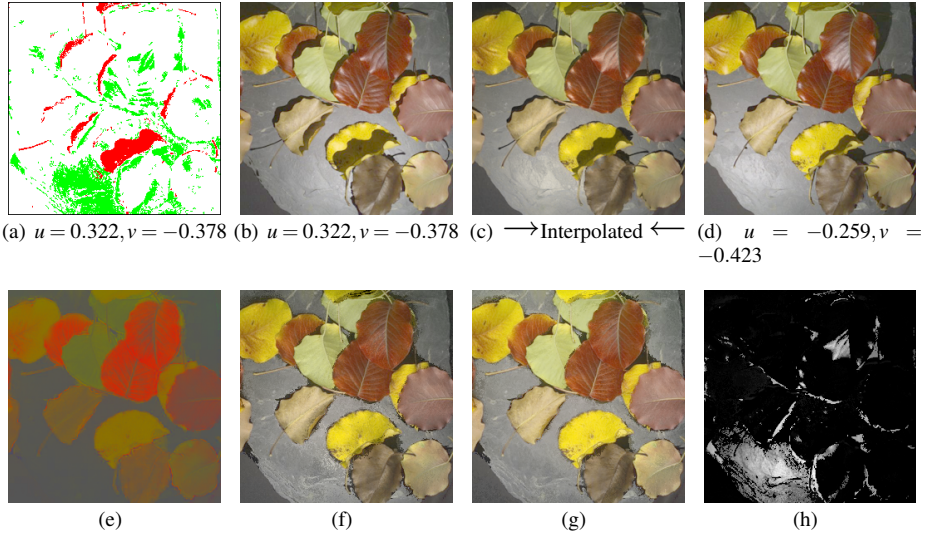 (a) u = 0.322, v = −0.378 (b) u = 0.322, v = −0.378 (c) ⟶Interpolated ⟵ (d) u = −0.259, v =
−0.423
(e) (f) (g) (h)